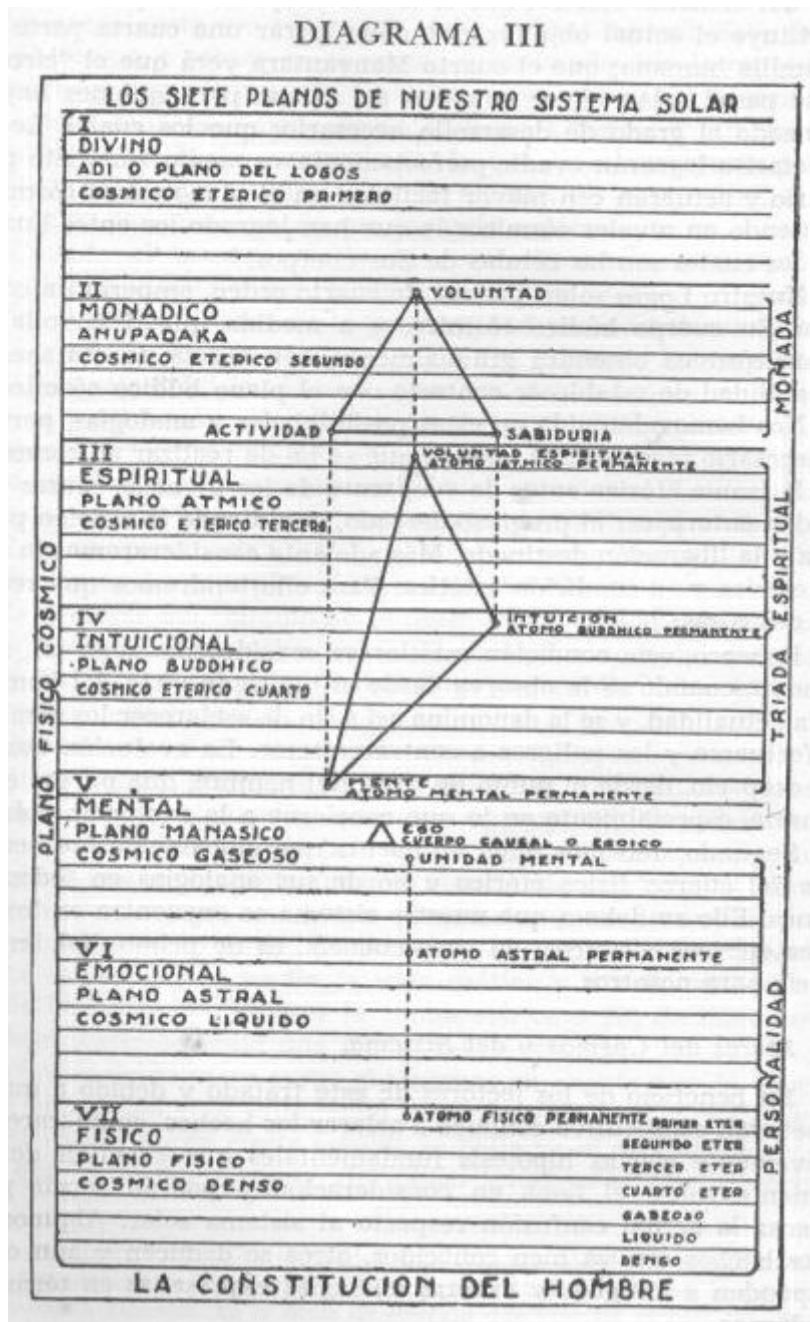 DIAGRAMA III
LOS SIETE PLANOS DE NUESTRO SISTEMA SOLAR
I
DIVINO
ADI O PLANO DEL LOGOS
COSMICO ETERICO PRIMERO
II
VOLUNTAD
MONADICO
ANUPADAKA
COSMICO ETERICO SEGUNDO
ACTIVIDAD
SABIDURIA
MONADA
III
VOLUNTAD ESPIRITUAL
ATOMO ATMICO PERMANENTE
ESPIRITUAL
PLANO ATMICO
COSMICO ETERICO TERCERO
IV
INTUICION
ATOMO BUDDHICO PERMANENTE
INTUICIONAL
PLANO BUDDHICO
COSMICO ETERICO CUARTO
TRIADA ESPIRITUAL
PLANO FISICO COSMICO
V
MENTE
ATOMO MENTAL PERMANENTE
MENTAL
PLANO MANASICO
EGO
CUERPO CAUSAL O EGOICO
COSMICO GASEOSO
UNIDAD MENTAL
VI
ATOMO ASTRAL PERMANENTE
EMOCIONAL
PLANO ASTRAL
COSMICO LIQUIDO
PERSONALIDAD
VII
ATOMO FISICO PERMANENTE PRIMER ETER
FISICO
SEGUNDO ETER
PLANO FISICO
TERCER ETER
COSMICO DENSO
CUARTO ETER
GASEOSO
LIQUIDO
DENSO
LA CONSTITUCION DEL HOMBRE